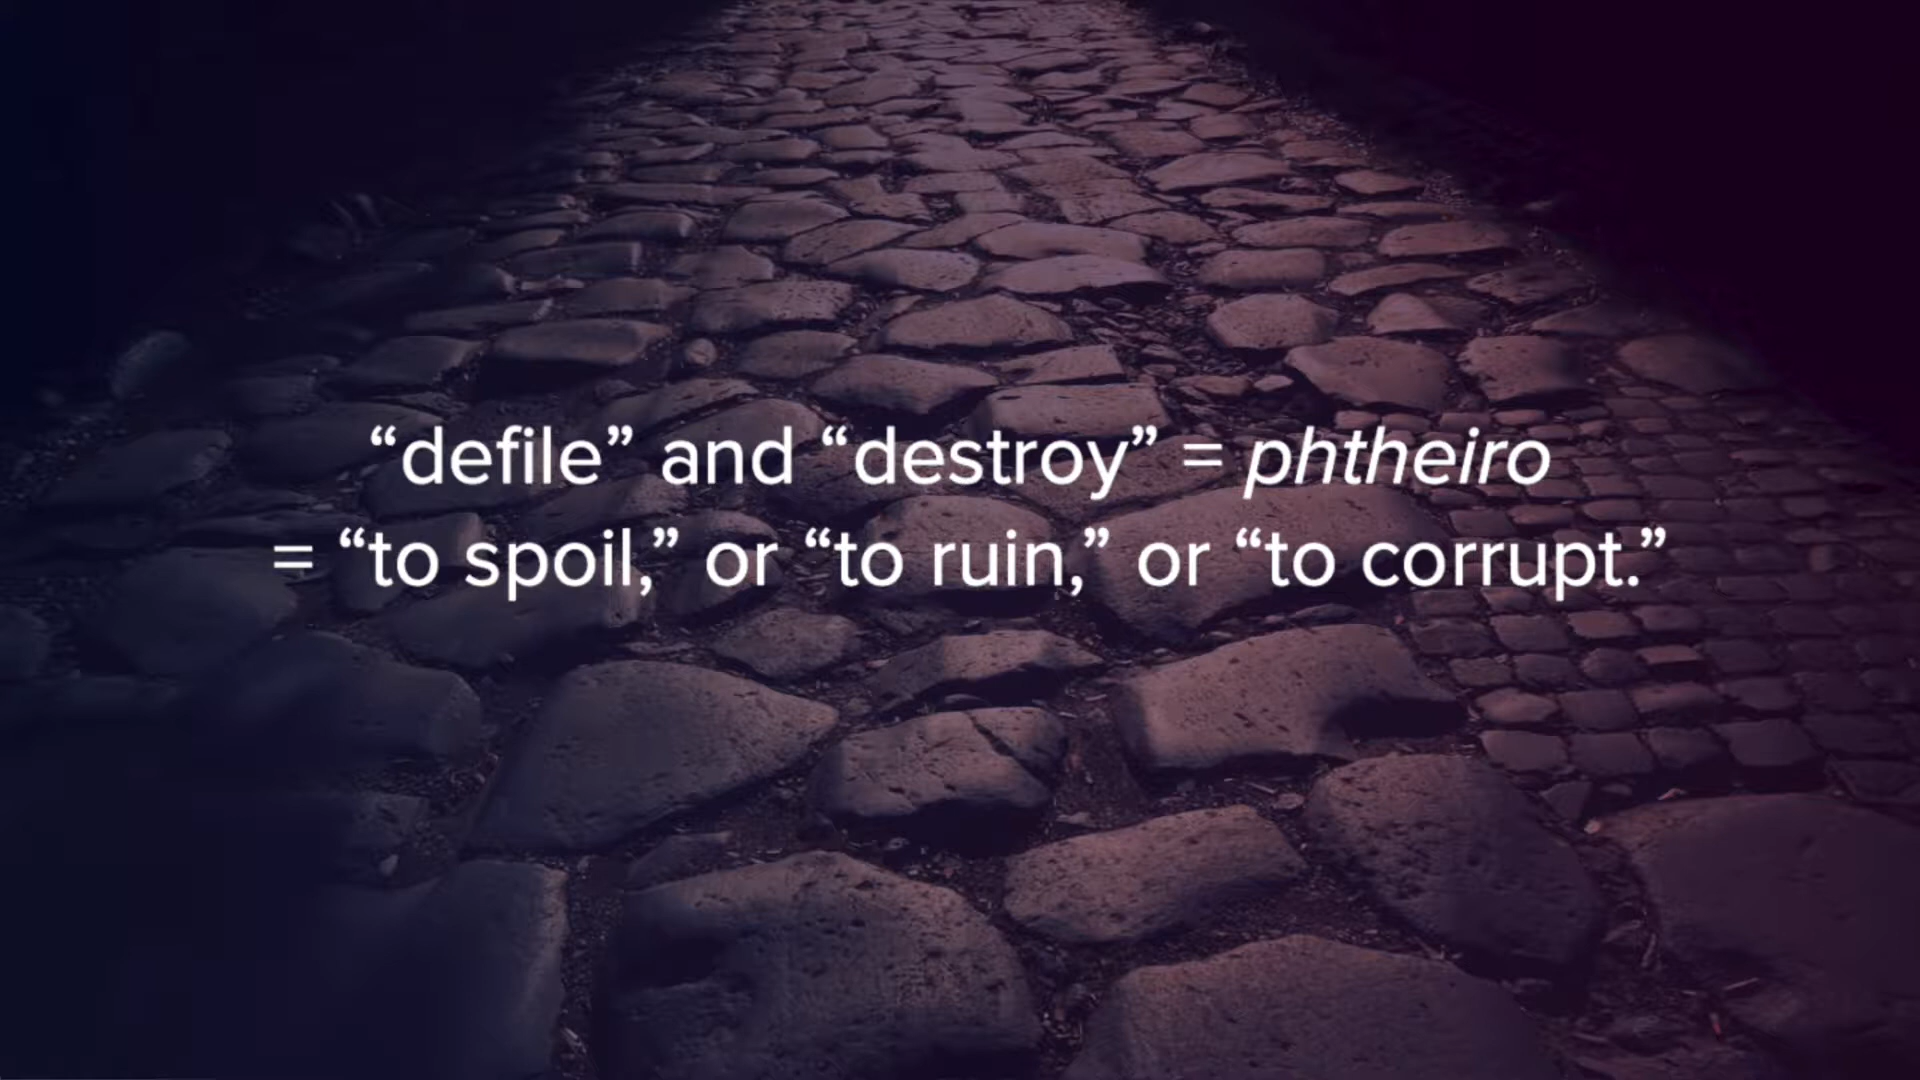 “defile” and “destroy” = phtheiro
= “to spoil,” or “to ruin,” or “to corrupt.”